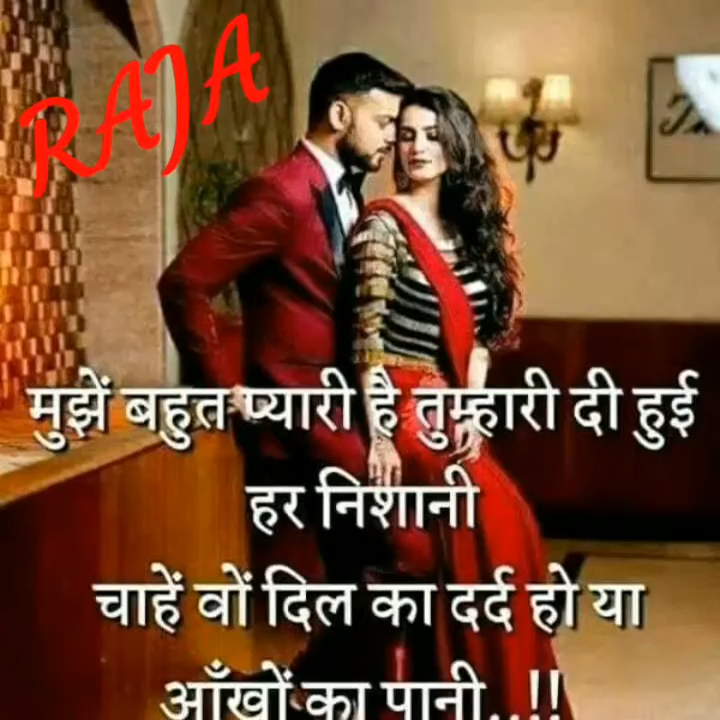 RAJA
मुझें बहुत प्यारी है तुम्हारी दी हुई
हर निशानी
चाहें वों दिल का दर्द हो या
आँखों का पानी..!!